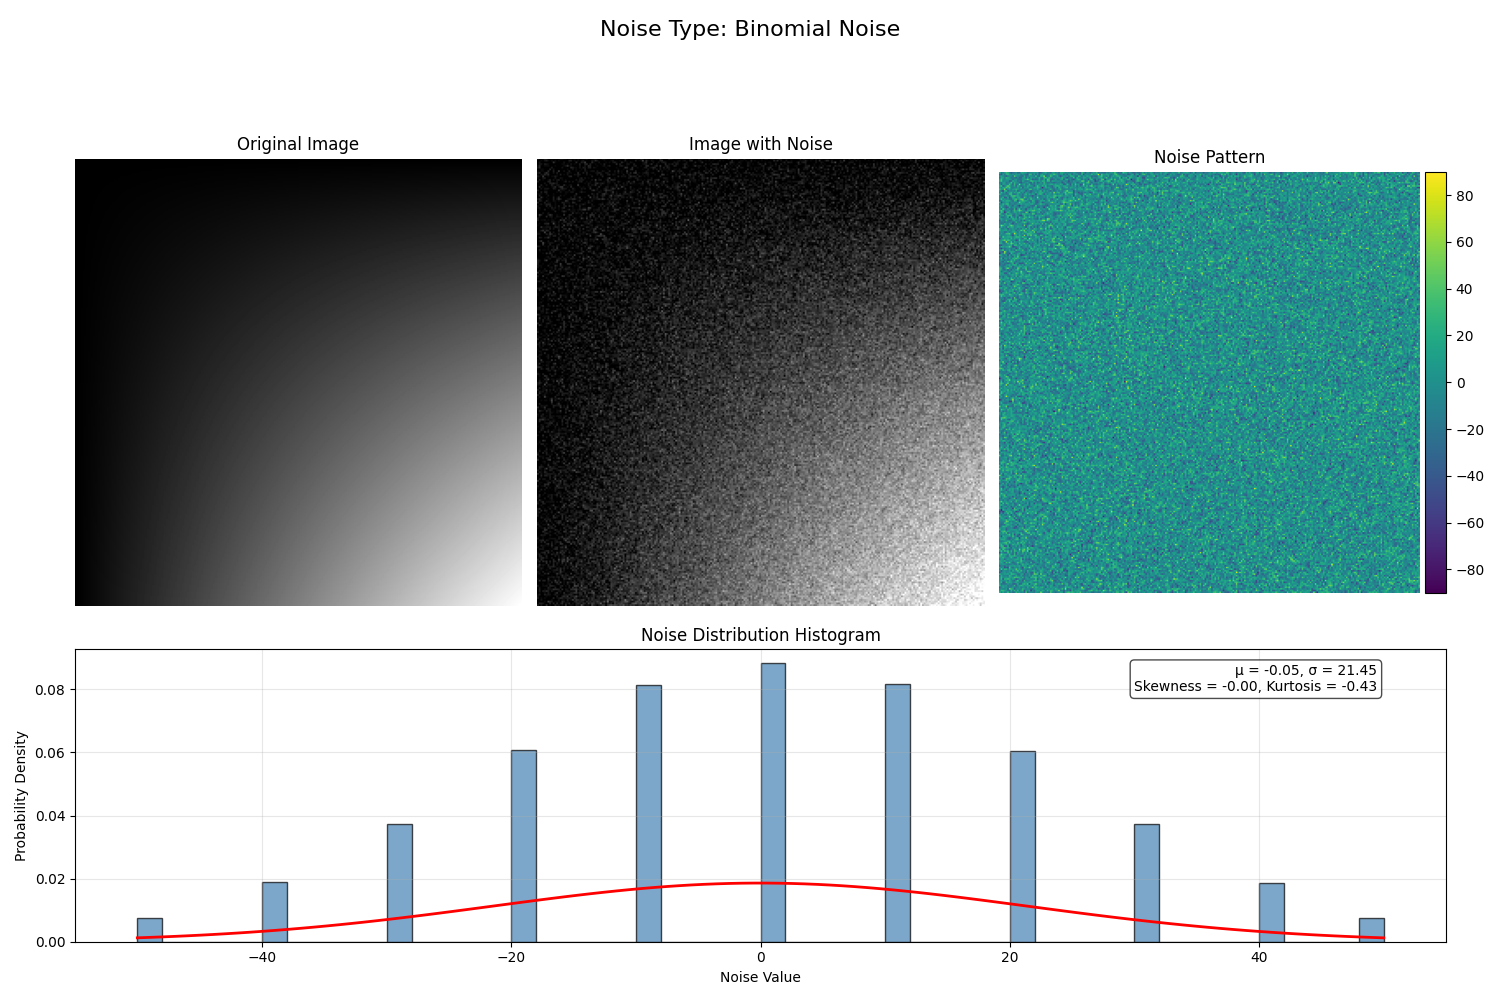 Noise Type: Binomial Noise
Original Image
Image with Noise
Noise Pattern
80
60
40
20
0
−20
−40
−60
−80
Noise Distribution Histogram
μ = -0.05, σ = 21.45
Skewness = -0.00, Kurtosis = -0.43
Probability Density
0.08
0.06
0.04
0.02
0.00
−40
−20
0
20
40
Noise Value